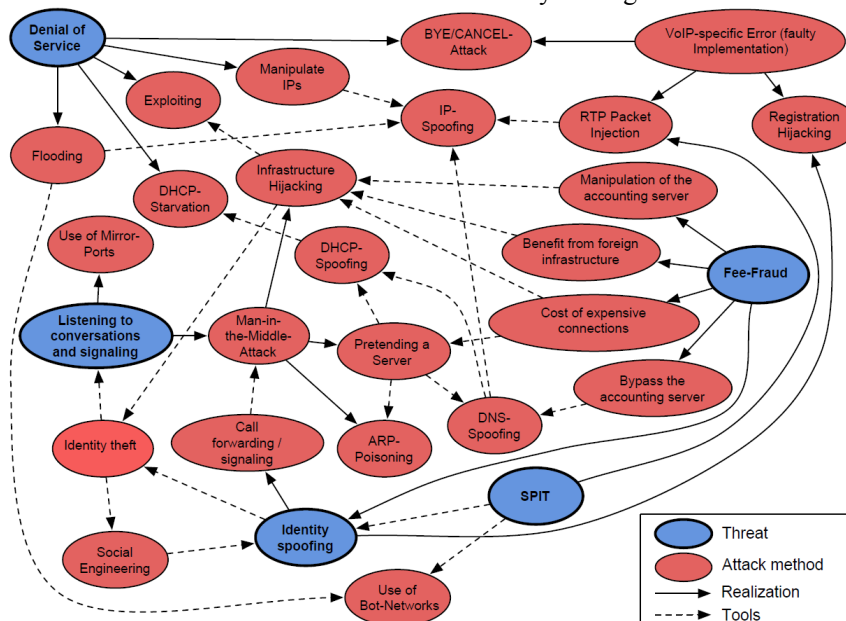 Denial of
Service
BYE/CANCEL-
Attack
VoIP-specific Error (faulty
Implementation)
Manipulate
IPs
Exploiting
IP-
Spoofing
RTP Packet
Injection
Registration
Hijacking
Flooding
DHCP-
Starvation
Infrastructure
Hijacking
Manipulation of the
accounting server
Use of Mirror-
Ports
DHCP-
Spoofing
Benefit from foreign
infrastructure
Fee-Fraud
Listening to
conversations
and signaling
Man-in-
the-Middle-
Attack
Pretending a
Server
Cost of expensive
connections
Bypass the
accounting server
Identity theft
Call
forwarding /
signaling
ARP-
Poisoning
DNS-
Spoofing
SPIT
Identity
spoofing
Social
Engineering
Use of
Bot-Networks
Threat
Attack method
Realization
Tools